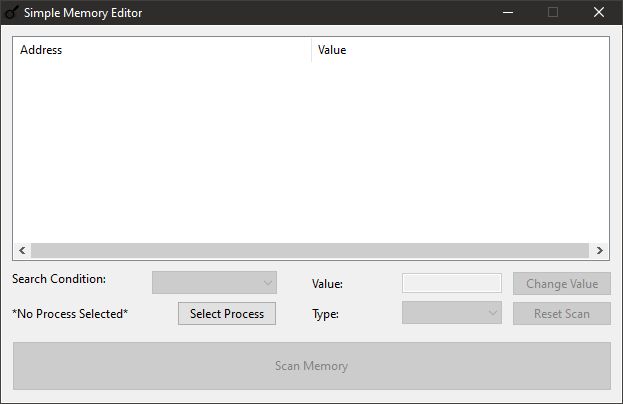 Simple Memory Editor
Address Value
Search Condition: Value: Change Value
*No Process Selected* Select Process Type: Reset Scan
Scan Memory